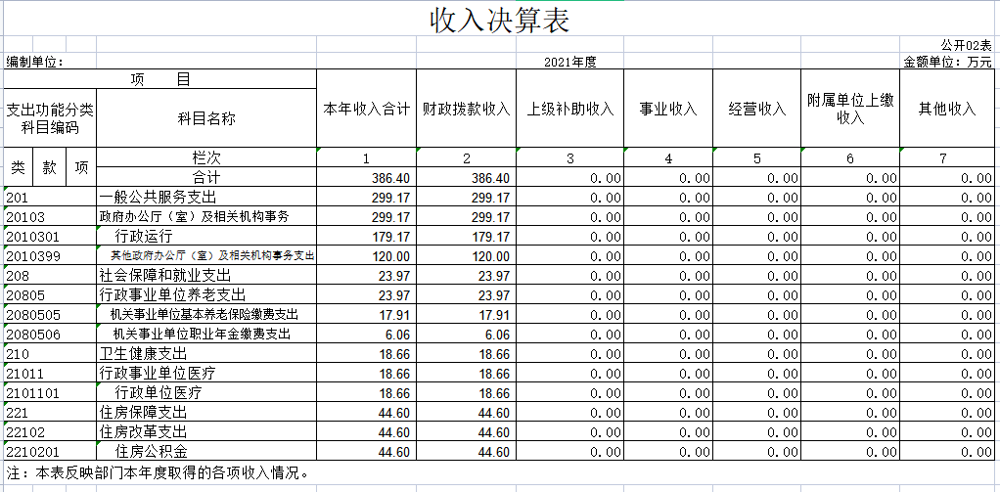 收入决算表
公开02表
编制单位： 2021年度 金额单位：万元
项 目 本年收入合计 财政拨款收入 上级补助收入 事业收入 经营收入 附属单位上缴收入 其他收入
支出功能分类科目编码 科目名称
类 款 项 栏次 1 2 3 4 5 6 7
合计 386.40 386.40 0.00 0.00 0.00 0.00 0.00
201 一般公共服务支出 299.17 299.17 0.00 0.00 0.00 0.00 0.00
20103 政府办公厅（室）及相关机构事务 299.17 299.17 0.00 0.00 0.00 0.00 0.00
2010301 行政运行 179.17 179.17 0.00 0.00 0.00 0.00 0.00
2010399 其他政府办公厅（室）及相关机构事务支出 120.00 120.00 0.00 0.00 0.00 0.00 0.00
208 社会保障和就业支出 23.97 23.97 0.00 0.00 0.00 0.00 0.00
20805 行政事业单位养老支出 23.97 23.97 0.00 0.00 0.00 0.00 0.00
2080505 机关事业单位基本养老保险缴费支出 17.91 17.91 0.00 0.00 0.00 0.00 0.00
2080506 机关事业单位职业年金缴费支出 6.06 6.06 0.00 0.00 0.00 0.00 0.00
210 卫生健康支出 18.66 18.66 0.00 0.00 0.00 0.00 0.00
21011 行政事业单位医疗 18.66 18.66 0.00 0.00 0.00 0.00 0.00
2101101 行政单位医疗 18.66 18.66 0.00 0.00 0.00 0.00 0.00
221 住房保障支出 44.60 44.60 0.00 0.00 0.00 0.00 0.00
22102 住房改革支出 44.60 44.60 0.00 0.00 0.00 0.00 0.00
2210201 住房公积金 44.60 44.60 0.00 0.00 0.00 0.00 0.00
注：本表反映部门本年度取得的各项收入情况。